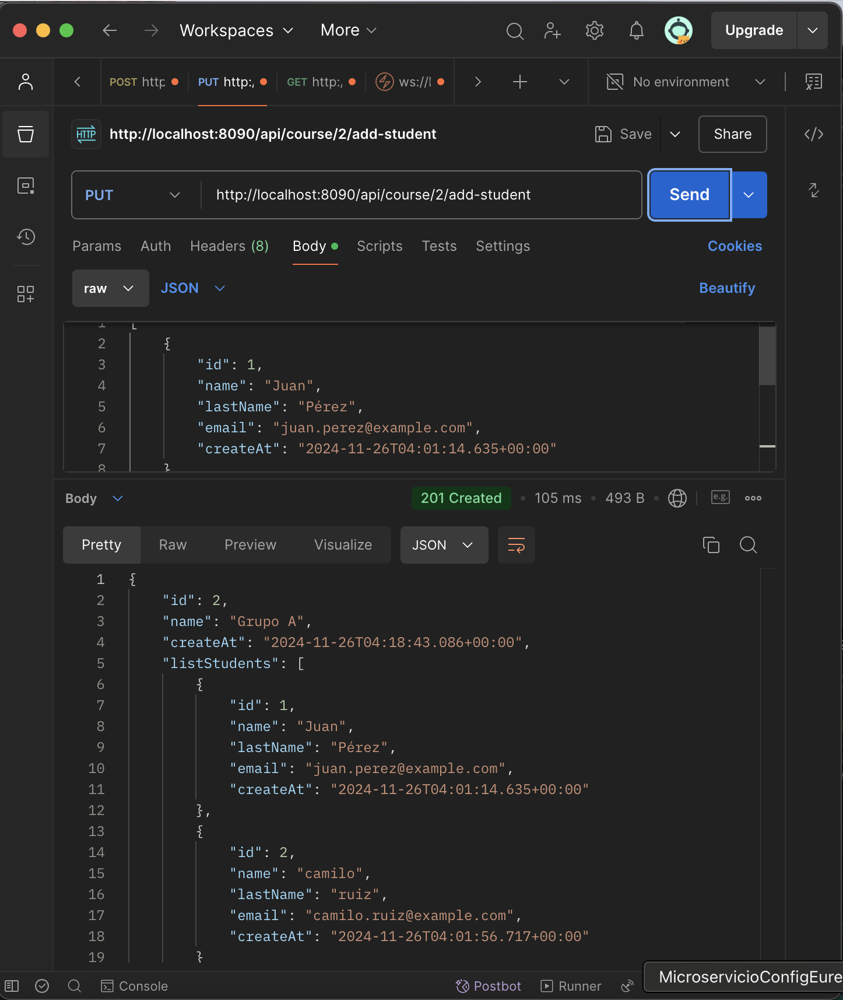 Workspaces More Upgrade
POST http PUT http:/ GET http:/ ws://l No environment
HTTP http://localhost:8090/api/course/2/add-student Save Share
PUT http://localhost:8090/api/course/2/add-student Send
Params Auth Headers (8) Body Scripts Tests Settings Cookies
raw JSON Beautify
1 [
2 {
3 "id": 1,
4 "name": "Juan",
5 "lastName": "Pérez",
6 "email": "juan.perez@example.com",
7 "createAt": "2024-11-26T04:01:14.635+00:00"
8 }
Body 201 Created 105 ms 493 B e.g.
Pretty Raw Preview Visualize JSON
1 {
2 "id": 2,
3 "name": "Grupo A",
4 "createAt": "2024-11-26T04:18:43.086+00:00",
5 "listStudents": [
6 {
7 "id": 1,
8 "name": "Juan",
9 "lastName": "Pérez",
10 "email": "juan.perez@example.com",
11 "createAt": "2024-11-26T04:01:14.635+00:00"
12 },
13 {
14 "id": 2,
15 "name": "camilo",
16 "lastName": "ruiz",
17 "email": "camilo.ruiz@example.com",
18 "createAt": "2024-11-26T04:01:56.717+00:00"
19 }
Console Postbot Runner MicroservicioConfigEure